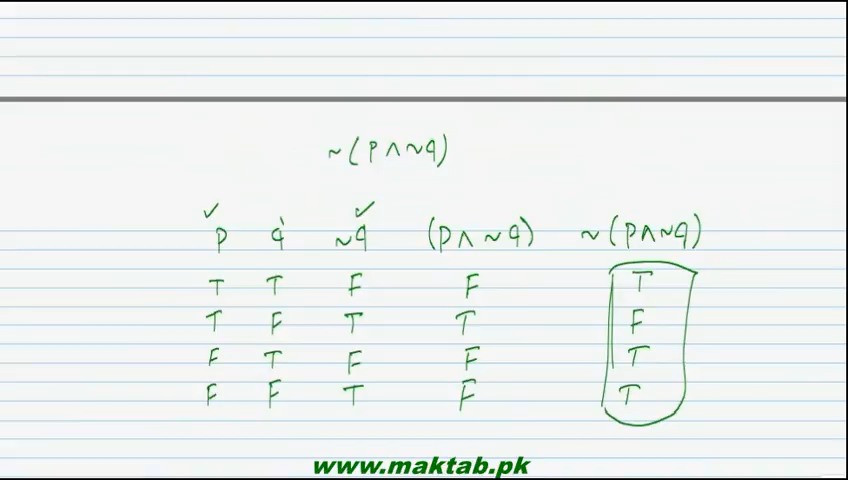 ~(P∧~q)
P q ~q (P∧~q) ~(P∧~q)
T T F F T
T F T T F
F T F F T
F F T F T
www.maktab.pk